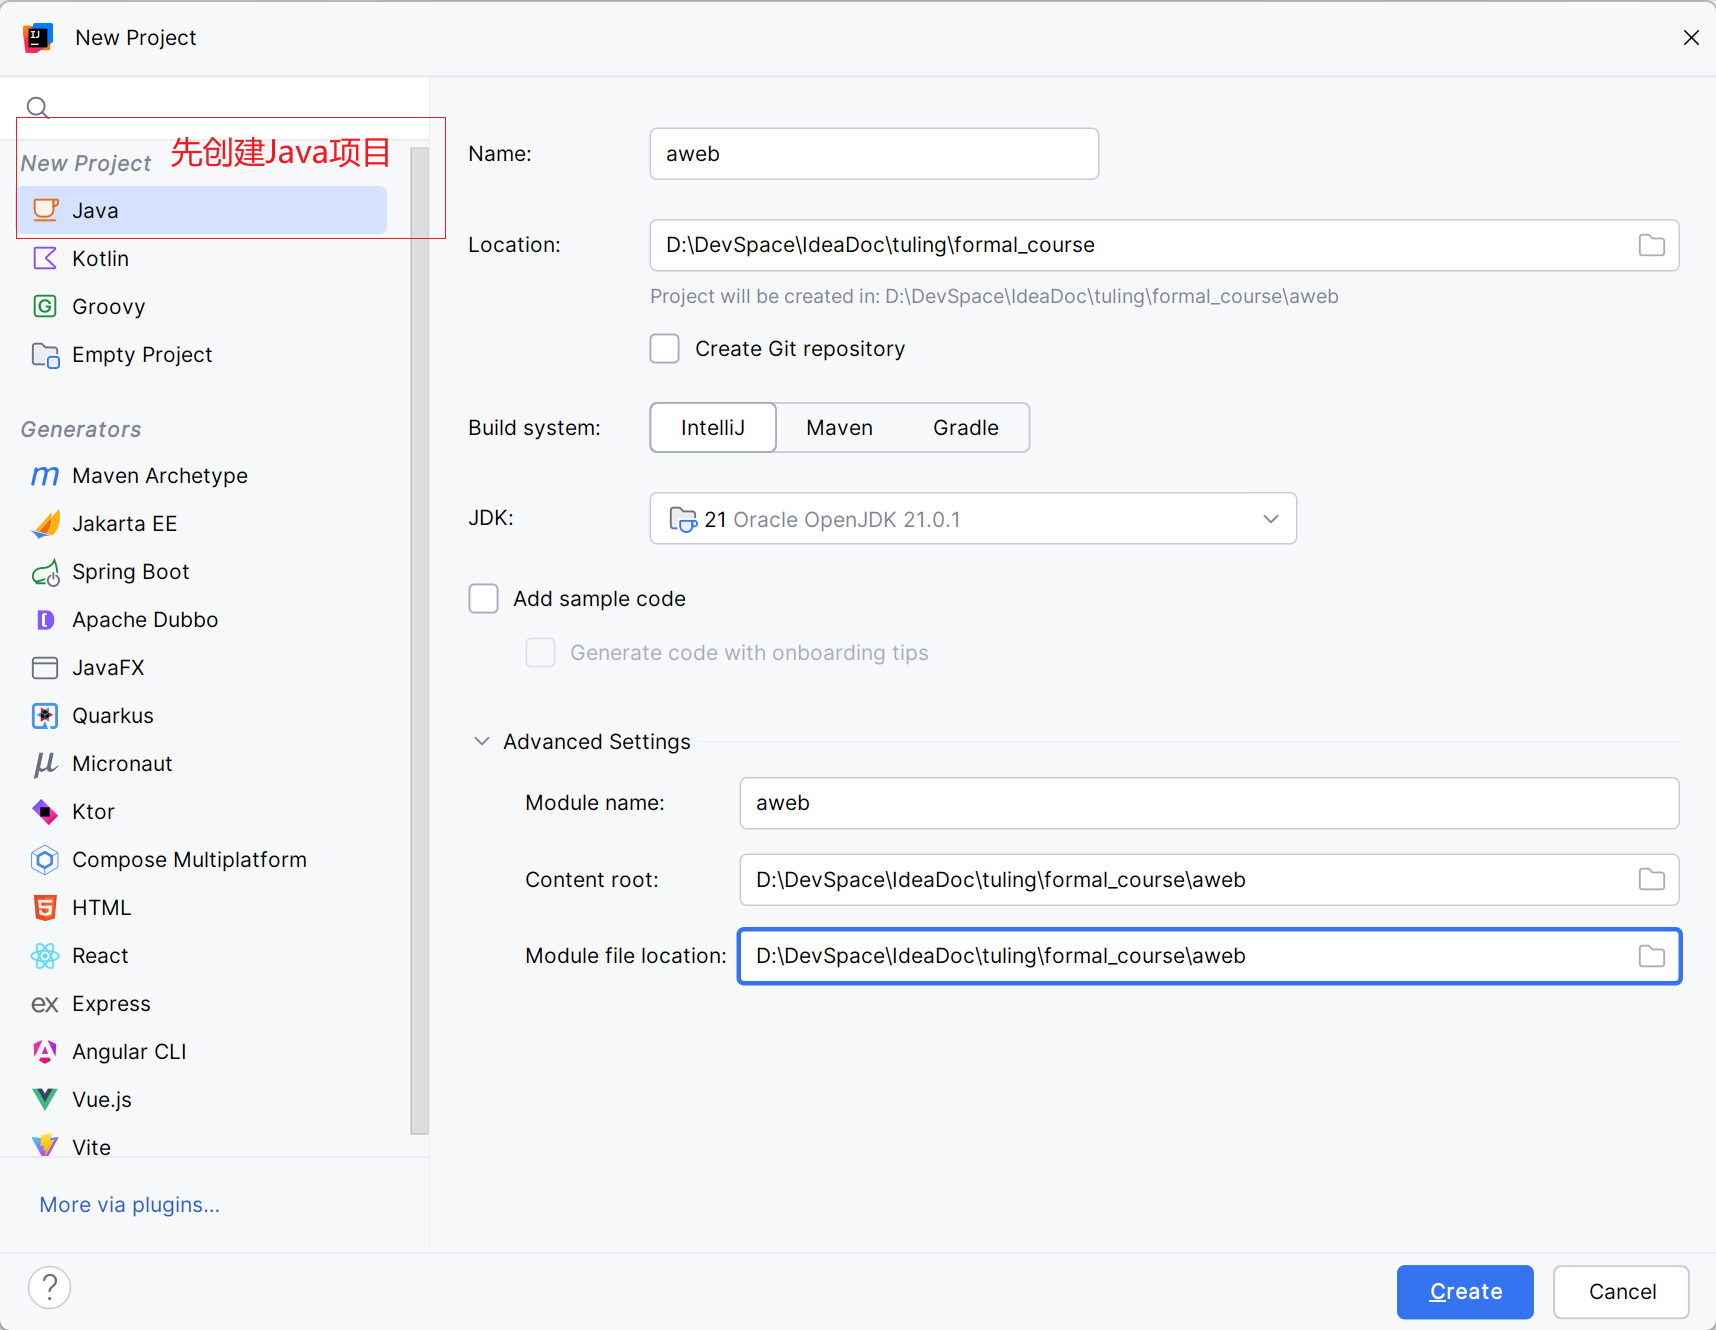 New Project
New Project
先创建Java项目
Java
Kotlin
Groovy
Empty Project
Generators
Maven Archetype
Jakarta EE
Spring Boot
Apache Dubbo
JavaFX
Quarkus
Micronaut
Ktor
Compose Multiplatform
HTML
React
Express
Angular CLI
Vue.js
Vite
More via plugins...
Name: aweb
Location: D:\DevSpace\IdeaDoc\tuling\formal_course
Project will be created in: D:\DevSpace\IdeaDoc\tuling\formal_course\aweb
Create Git repository
Build system: IntelliJ Maven Gradle
JDK: 21 Oracle OpenJDK 21.0.1
Add sample code
Generate code with onboarding tips
Advanced Settings
Module name: aweb
Content root: D:\DevSpace\IdeaDoc\tuling\formal_course\aweb
Module file location: D:\DevSpace\IdeaDoc\tuling\formal_course\aweb
? Create Cancel